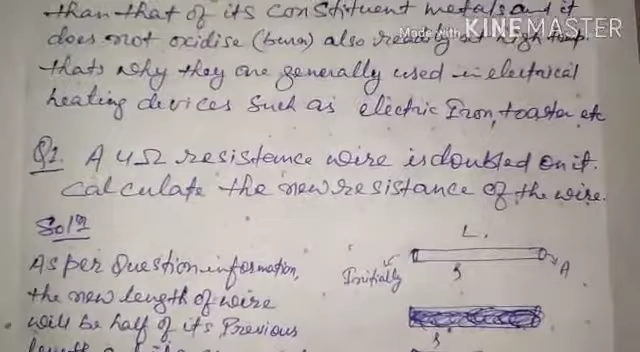 than that of its constituent metals and it
Made with KINEMASTER
does not oxidise (burn) also readily at high temp.
thats why they are generally used in electrical
heating devices such as electric Iron, toaster etc
Q1. A 4Ω resistance wire is doubled on it.
Calculate the new resistance of the wire.
Sol?
As per question information,
the new length of wire
will be half of its Previous
L.
Initially
A